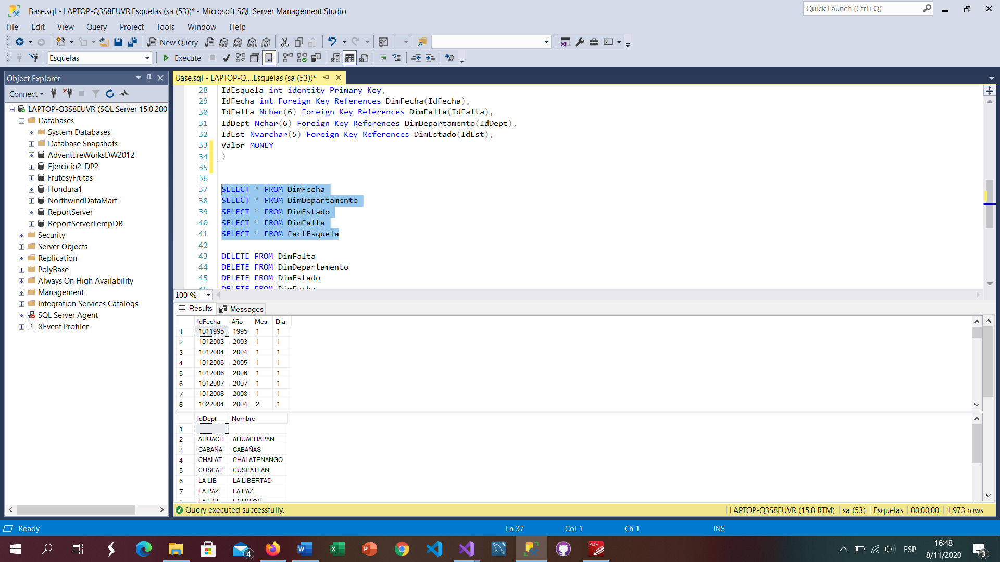 Base.sql - LAPTOP-Q3S8EUVR.Esquelas (sa (53))* - Microsoft SQL Server Management Studio
Quick Launch (Ctrl+Q)
File Edit View Query Project Tools Window Help
New Query
MDX DMX XMLA DAX
Esquelas
Execute
Object Explorer
Connect
LAPTOP-Q3S8EUVR (SQL Server 15.0.200
Databases
System Databases
Database Snapshots
AdventureWorksDW2012
Ejercicio2_DP2
FrutosyFrutas
Hondura1
NorthwindDataMart
ReportServer
ReportServerTempDB
Security
Server Objects
Replication
PolyBase
Always On High Availability
Management
Integration Services Catalogs
SQL Server Agent
XEvent Profiler
Base.sql - LAPTOP-Q....Esquelas (sa (53))*
28 IdEsquela int identity Primary Key,
29 IdFecha int Foreign Key References DimFecha(IdFecha),
30 IdFalta Nchar(6) Foreign Key References DimFalta(IdFalta),
31 IdDept Nchar(6) Foreign Key References DimDepartamento(IdDept),
32 IdEst Nvarchar(5) Foreign Key References DimEstado(IdEst),
33 Valor MONEY
34 )
35
36
37 SELECT * FROM DimFecha
38 SELECT * FROM DimDepartamento
39 SELECT * FROM DimEstado
40 SELECT * FROM DimFalta
41 SELECT * FROM FactEsquela
42
43 DELETE FROM DimFalta
44 DELETE FROM DimDepartamento
45 DELETE FROM DimEstado
46 DELETE FROM DimFecha
100 %
Results Messages
IdFecha Año Mes Dia
1 1011995 1995 1 1
2 1012003 2003 1 1
3 1012004 2004 1 1
4 1012005 2005 1 1
5 1012006 2006 1 1
6 1012007 2007 1 1
7 1012008 2008 1 1
8 1022004 2004 2 1
IdDept Nombre
1
2 AHUACH AHUACHAPAN
3 CABAÑA CABAÑAS
4 CHALAT CHALATENANGO
5 CUSCAT CUSCATLAN
6 LA LIB LA LIBERTAD
7 LA PAZ LA PAZ
8 LA UNI LA UNION
Query executed successfully.
LAPTOP-Q3S8EUVR (15.0 RTM) sa (53) Esquelas 00:00:00 1,973 rows
Ready Ln 37 Col 1 Ch 1 INS
4
PDF
ESP
16:48
8/11/2020
3